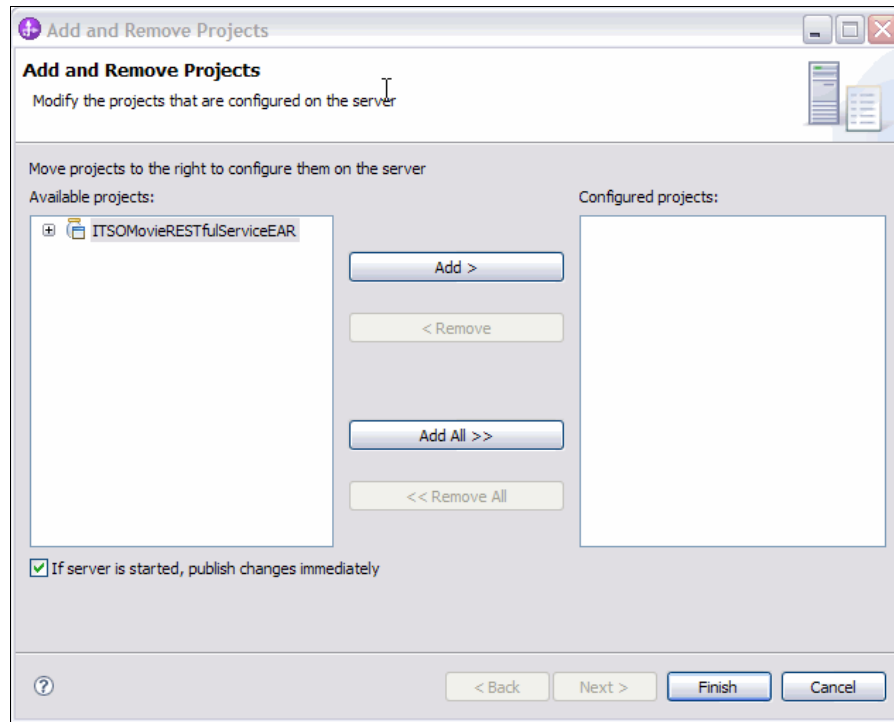 Add and Remove Projects
Add and Remove Projects
Modify the projects that are configured on the server
Move projects to the right to configure them on the server
Available projects:
Configured projects:
ITSOMovieRESTfulServiceEAR
Add >
< Remove
Add All >>
<< Remove All
If server is started, publish changes immediately
?
< Back
Next >
Finish
Cancel